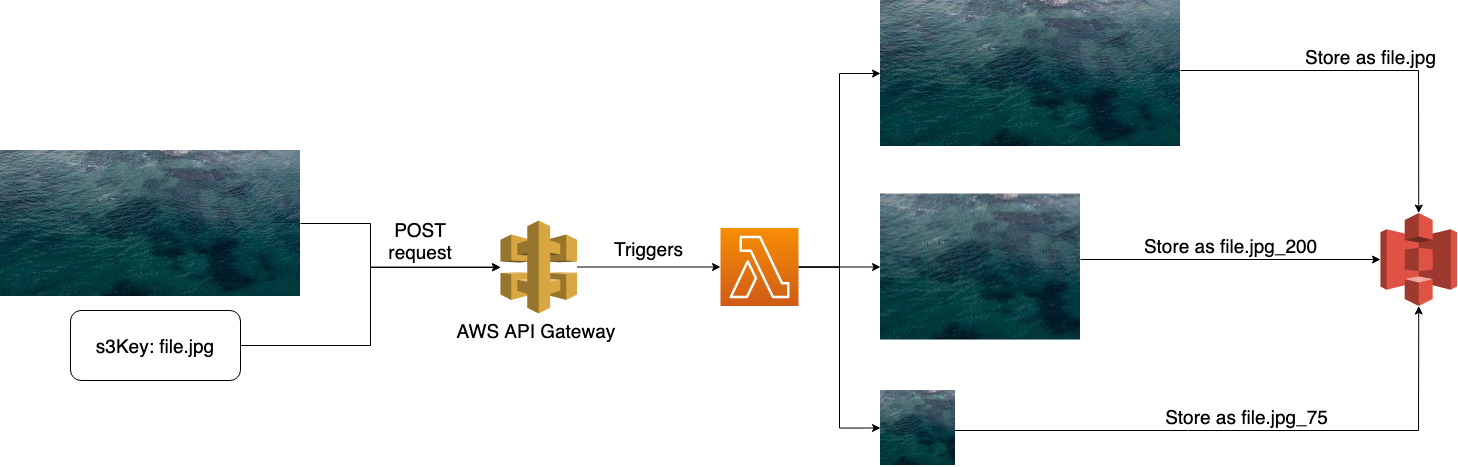 s3Key: file.jpg
POST
request
AWS API Gateway
Triggers
Store as file.jpg
Store as file.jpg_200
Store as file.jpg_75